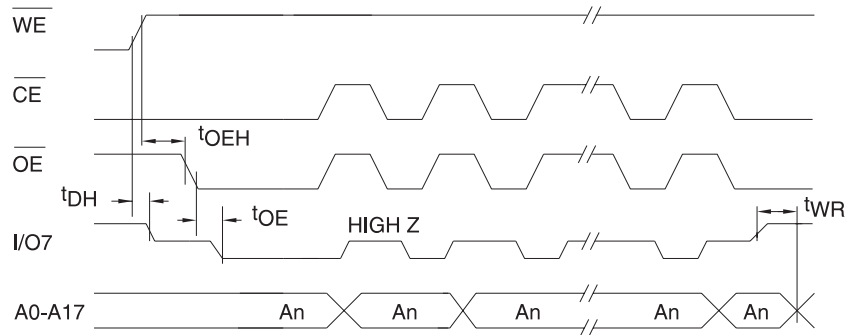 WE
CE
tOEH
OE
tDH
tOE
tWR
HIGH Z
I/O7
A0-A17 An An An An An